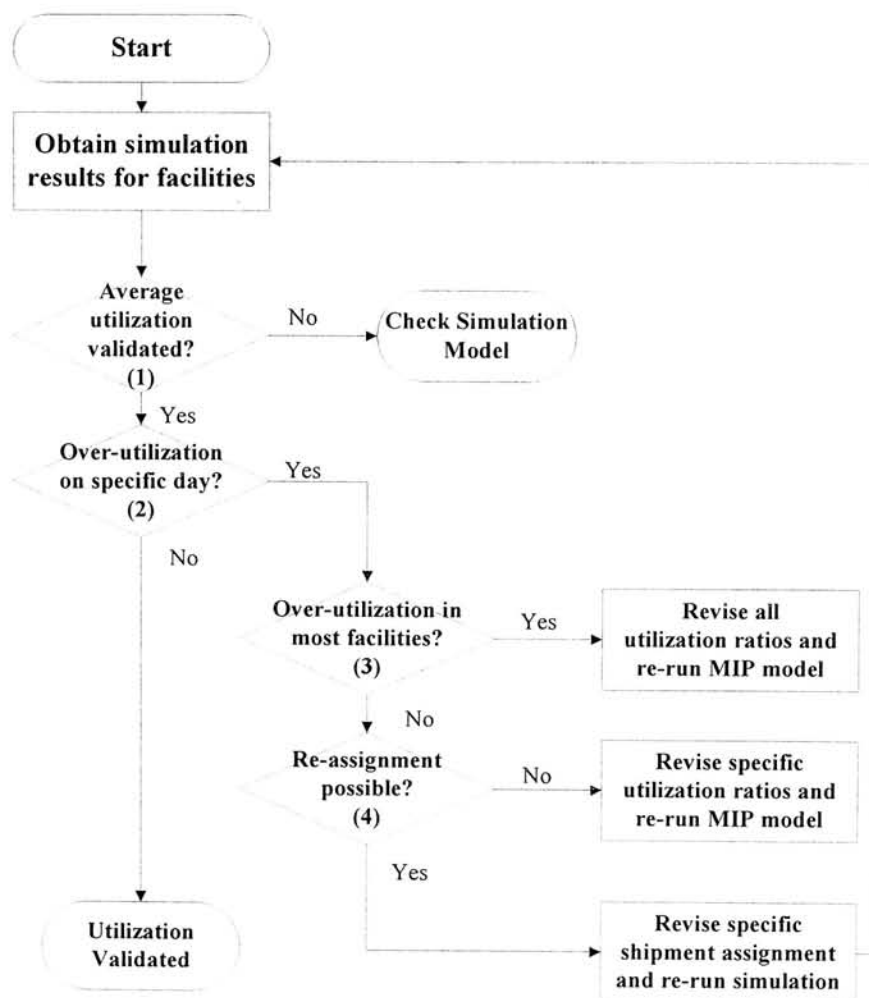 Start
Obtain simulation
results for facilities
Average
utilization
validated?
(1)
No
Check Simulation
Model
Yes
Over-utilization
on specific day?
(2)
Yes
No
Over-utilization in
most facilities?
(3)
Yes
Revise all
utilization ratios and
re-run MIP model
No
Re-assignment
possible?
(4)
No
Revise specific
utilization ratios and
re-run MIP model
Yes
Utilization
Validated
Revise specific
shipment assignment
and re-run simulation